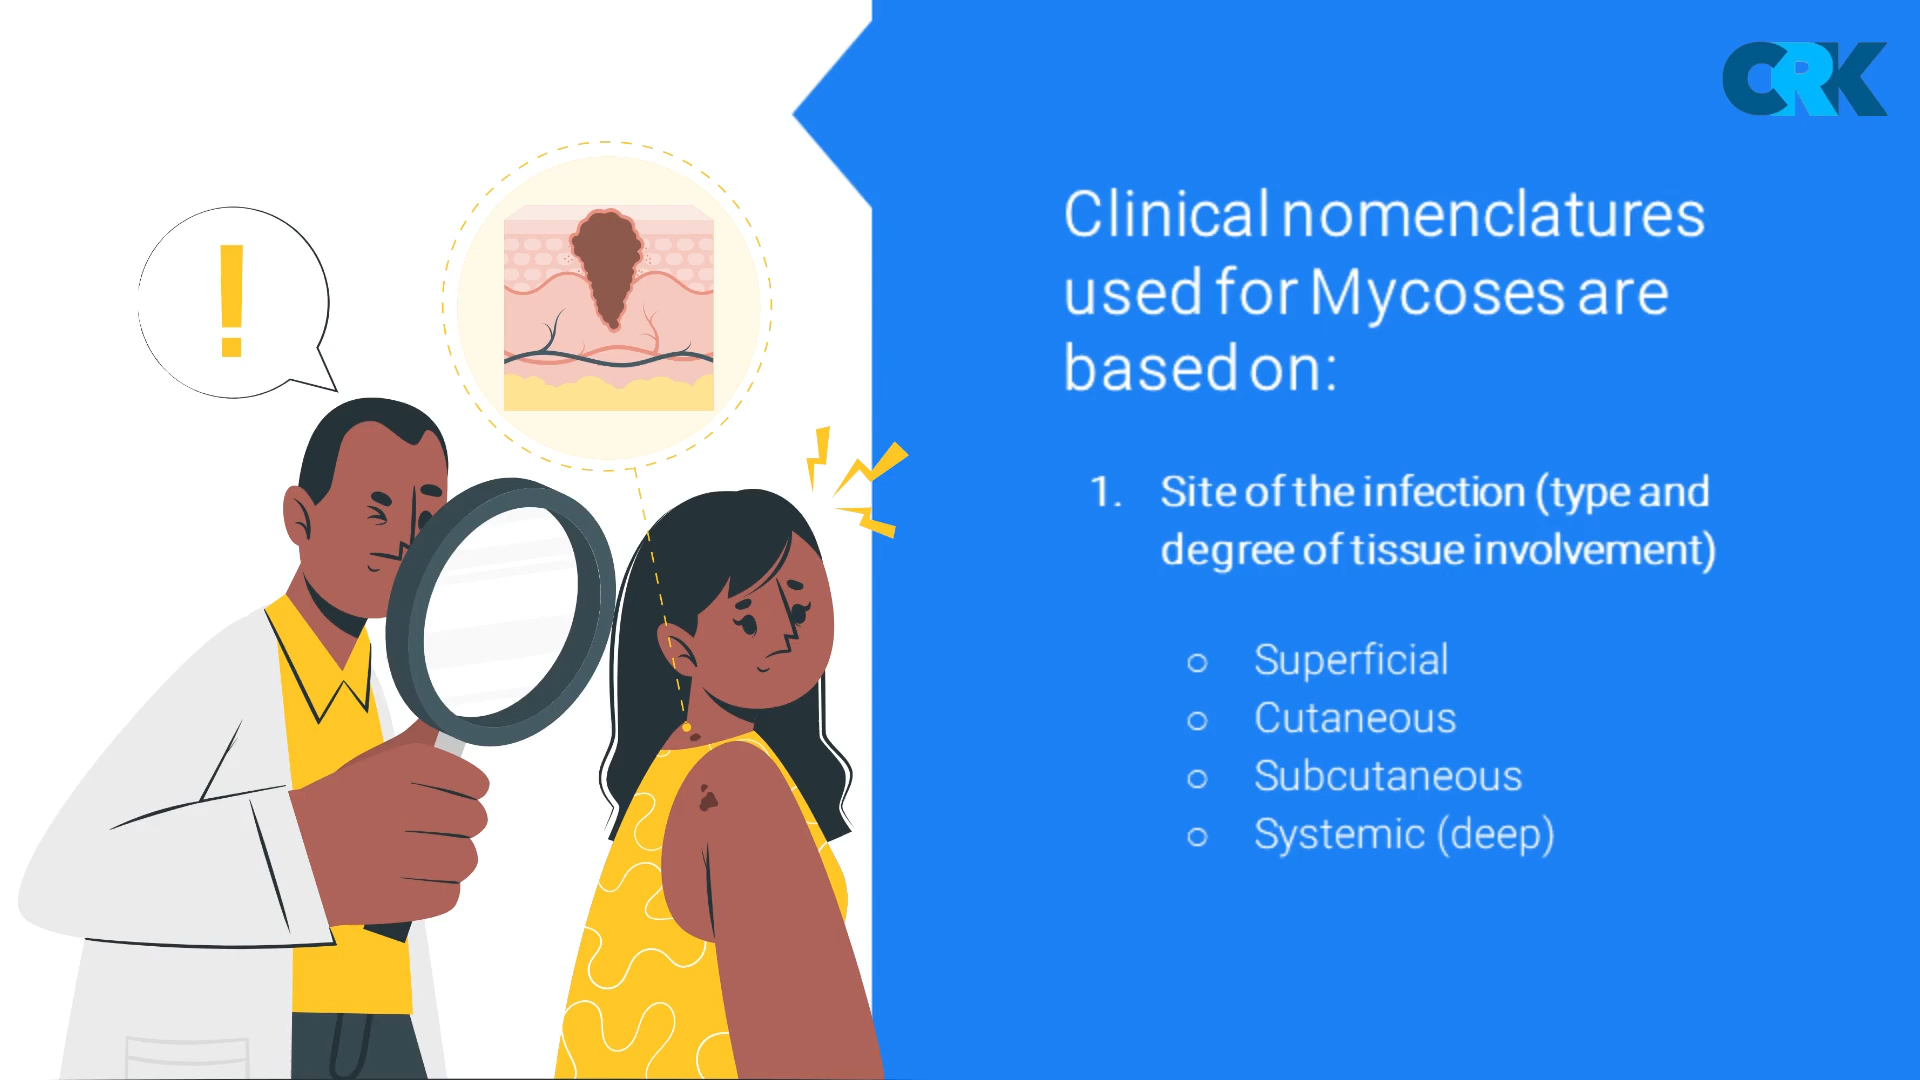 CRK
!
Clinical nomenclatures
used for Mycoses are
based on:
1. Site of the infection (type and
degree of tissue involvement)
○ Superficial
○ Cutaneous
○ Subcutaneous
○ Systemic (deep)